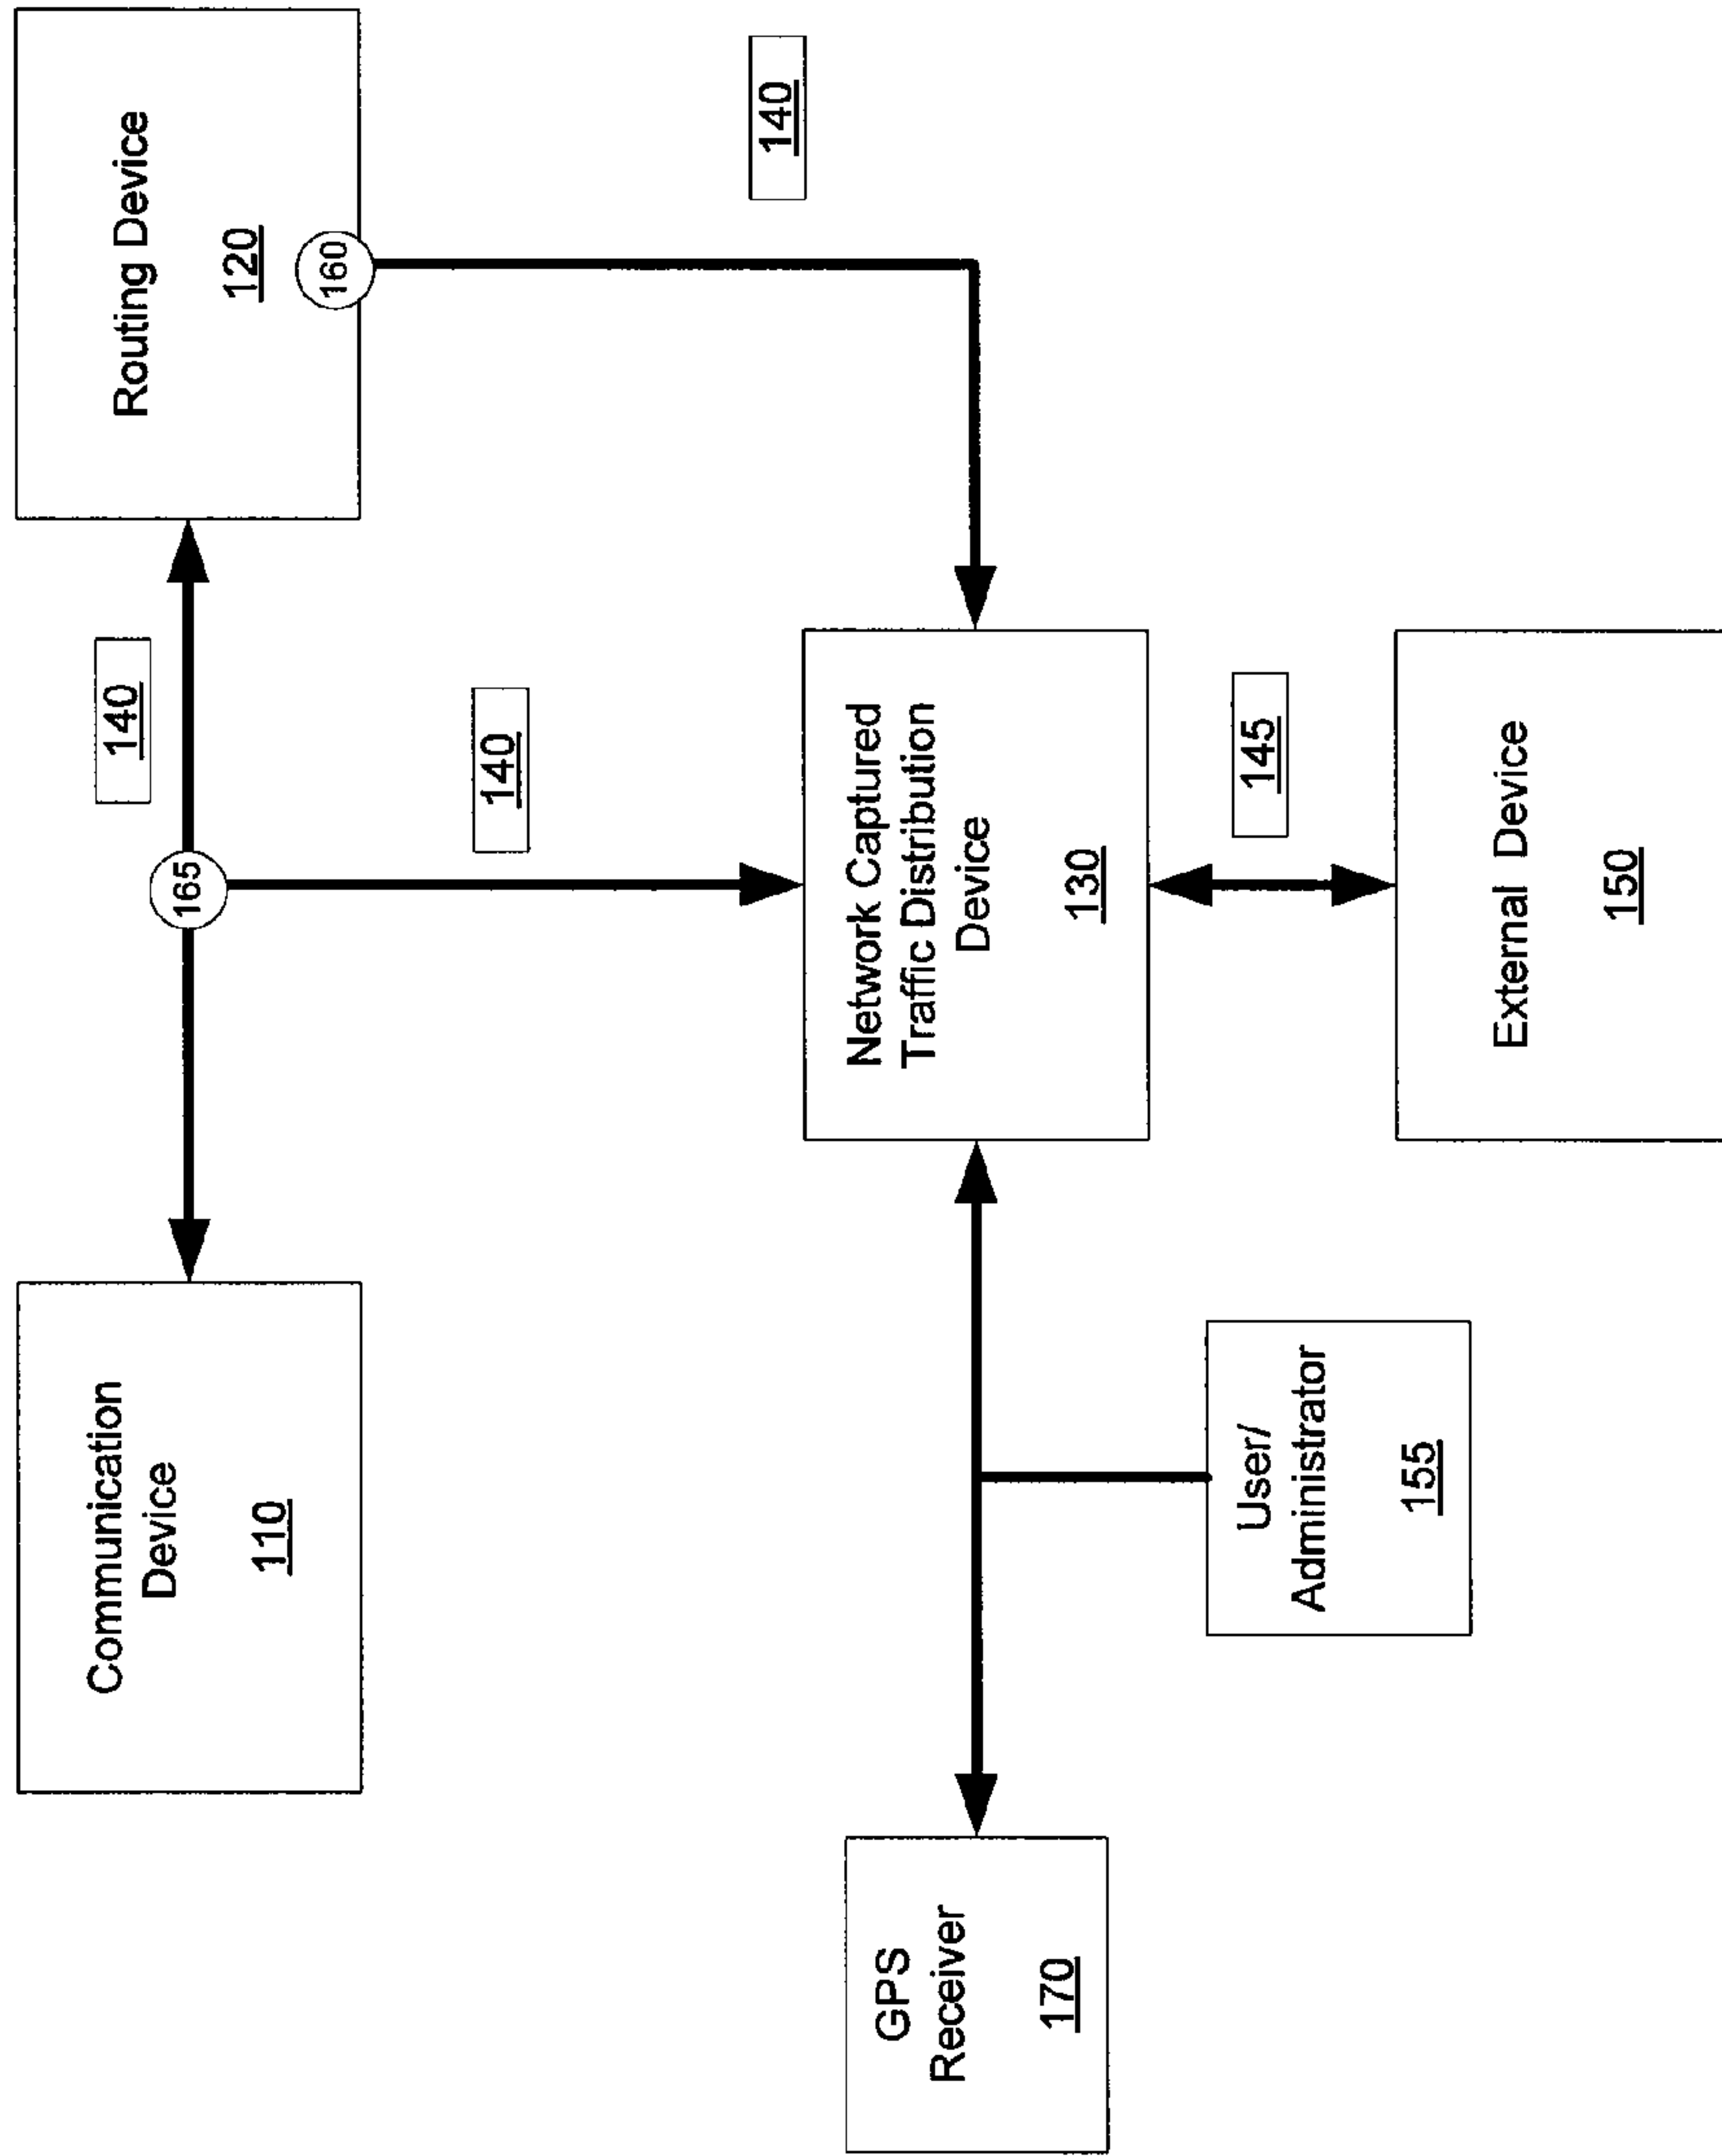 Communication
Device
110
165
140
Routing Device
120
160
140
140
GPS
Receiver
170
User/
Administrator
155
Network Captured
Traffic Distribution
Device
130
145
External Device
150